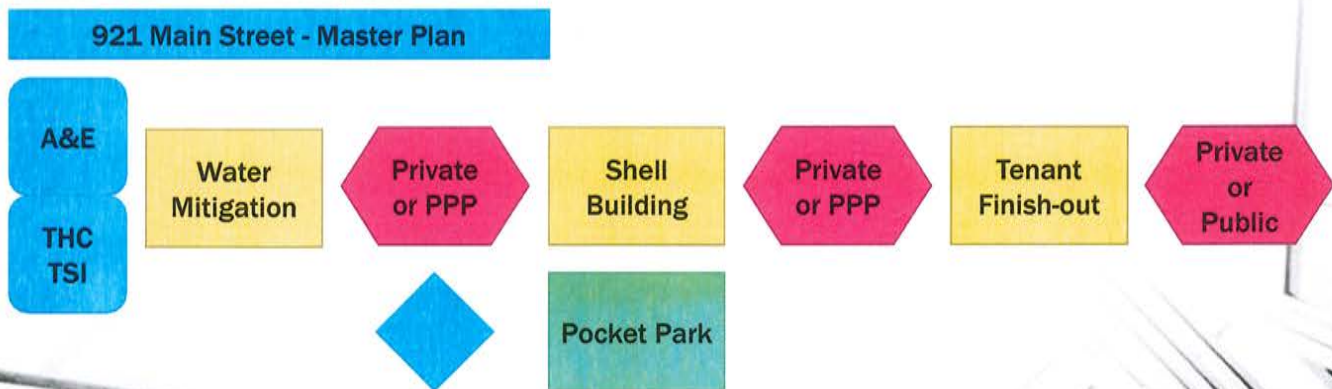 921 Main Street - Master Plan
A&E
THC
TSI
Water
Mitigation
Private
or PPP
Shell
Building
Private
or PPP
Tenant
Finish-out
Private
or
Public
Pocket Park